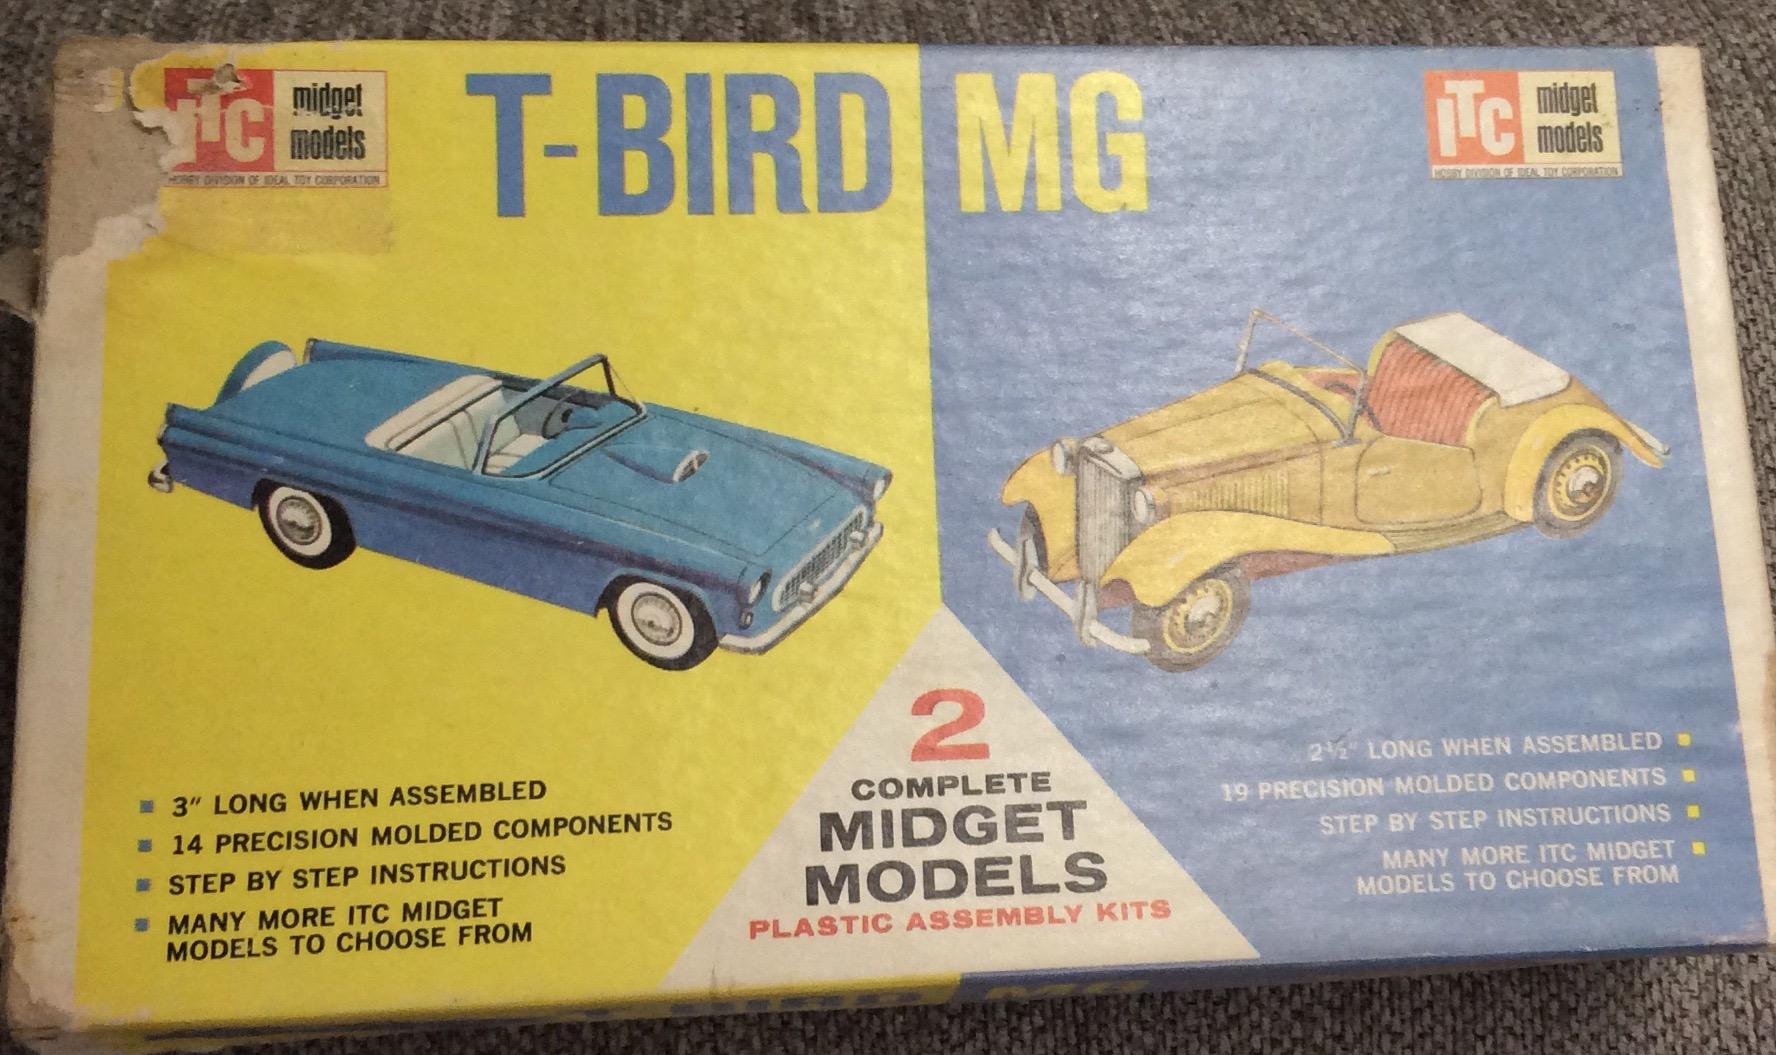 ITC midget models
HOBBY DIVISION OF IDEAL TOY CORPORATION
T-BIRD MG
ITC midget models
HOBBY DIVISION OF IDEAL TOY CORPORATION
3" LONG WHEN ASSEMBLED
14 PRECISION MOLDED COMPONENTS
STEP BY STEP INSTRUCTIONS
MANY MORE ITC MIDGET
MODELS TO CHOOSE FROM
2
COMPLETE
MIDGET
MODELS
PLASTIC ASSEMBLY KITS
2½" LONG WHEN ASSEMBLED
19 PRECISION MOLDED COMPONENTS
STEP BY STEP INSTRUCTIONS
MANY MORE ITC MIDGET
MODELS TO CHOOSE FROM
T-BIRD MG